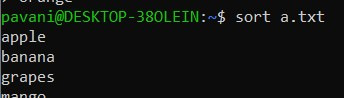 pavani@DESKTOP-38OLEIN:~$ sort a.txt
apple
banana
grapes
mango